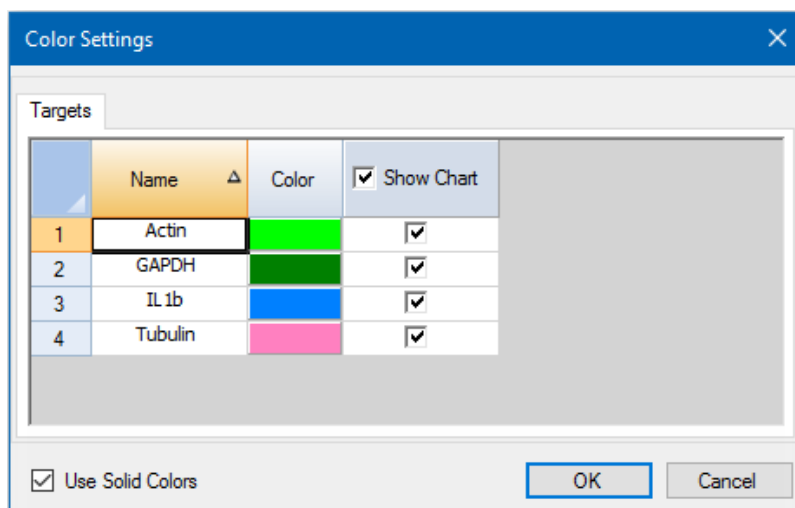 Color Settings
Targets
Name Color Show Chart
1 Actin
2 GAPDH
3 IL1b
4 Tubulin
Use Solid Colors OK Cancel